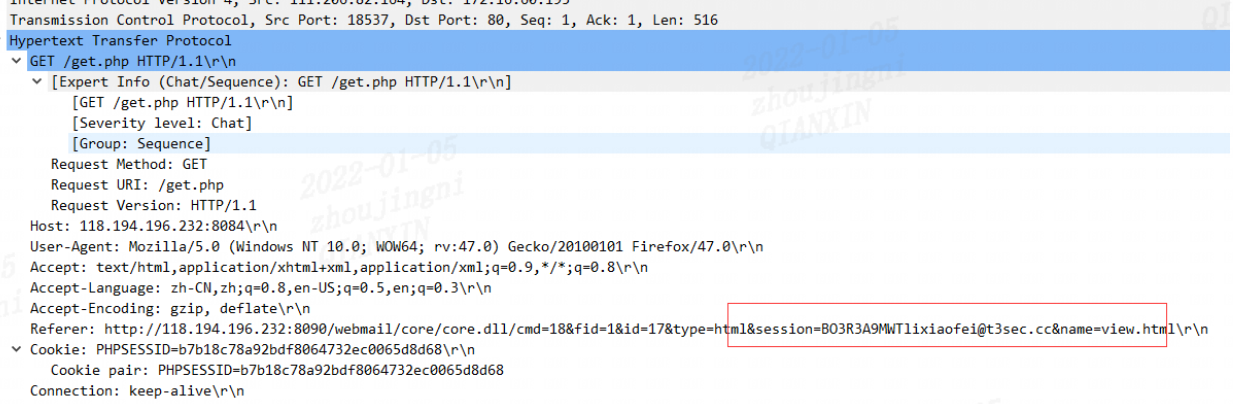 Internet Protocol Version 4, Src: 111.200.82.164, Dst: 172.16.60.195
Transmission Control Protocol, Src Port: 18537, Dst Port: 80, Seq: 1, Ack: 1, Len: 516
Hypertext Transfer Protocol
GET /get.php HTTP/1.1\r\n
[Expert Info (Chat/Sequence): GET /get.php HTTP/1.1\r\n]
[GET /get.php HTTP/1.1\r\n]
[Severity level: Chat]
[Group: Sequence]
Request Method: GET
Request URI: /get.php
Request Version: HTTP/1.1
Host: 118.194.196.232:8084\r\n
User-Agent: Mozilla/5.0 (Windows NT 10.0; WOW64; rv:47.0) Gecko/20100101 Firefox/47.0\r\n
Accept: text/html,application/xhtml+xml,application/xml;q=0.9,*/*;q=0.8\r\n
Accept-Language: zh-CN,zh;q=0.8,en-US;q=0.5,en;q=0.3\r\n
Accept-Encoding: gzip, deflate\r\n
Referer: http://118.194.196.232:8090/webmail/core/core.dll/cmd=18&fid=1&id=17&type=html&session=BO3R3A9MWTlixiaofei@t3sec.cc&name=view.html\r\n
Cookie: PHPSESSID=b7b18c78a92bdf8064732ec0065d8d68\r\n
Cookie pair: PHPSESSID=b7b18c78a92bdf8064732ec0065d8d68
Connection: keep-alive\r\n
2022-01-05
zhoujingni
QIANXIN
2022-01-05
zhoujingni
QIANXIN